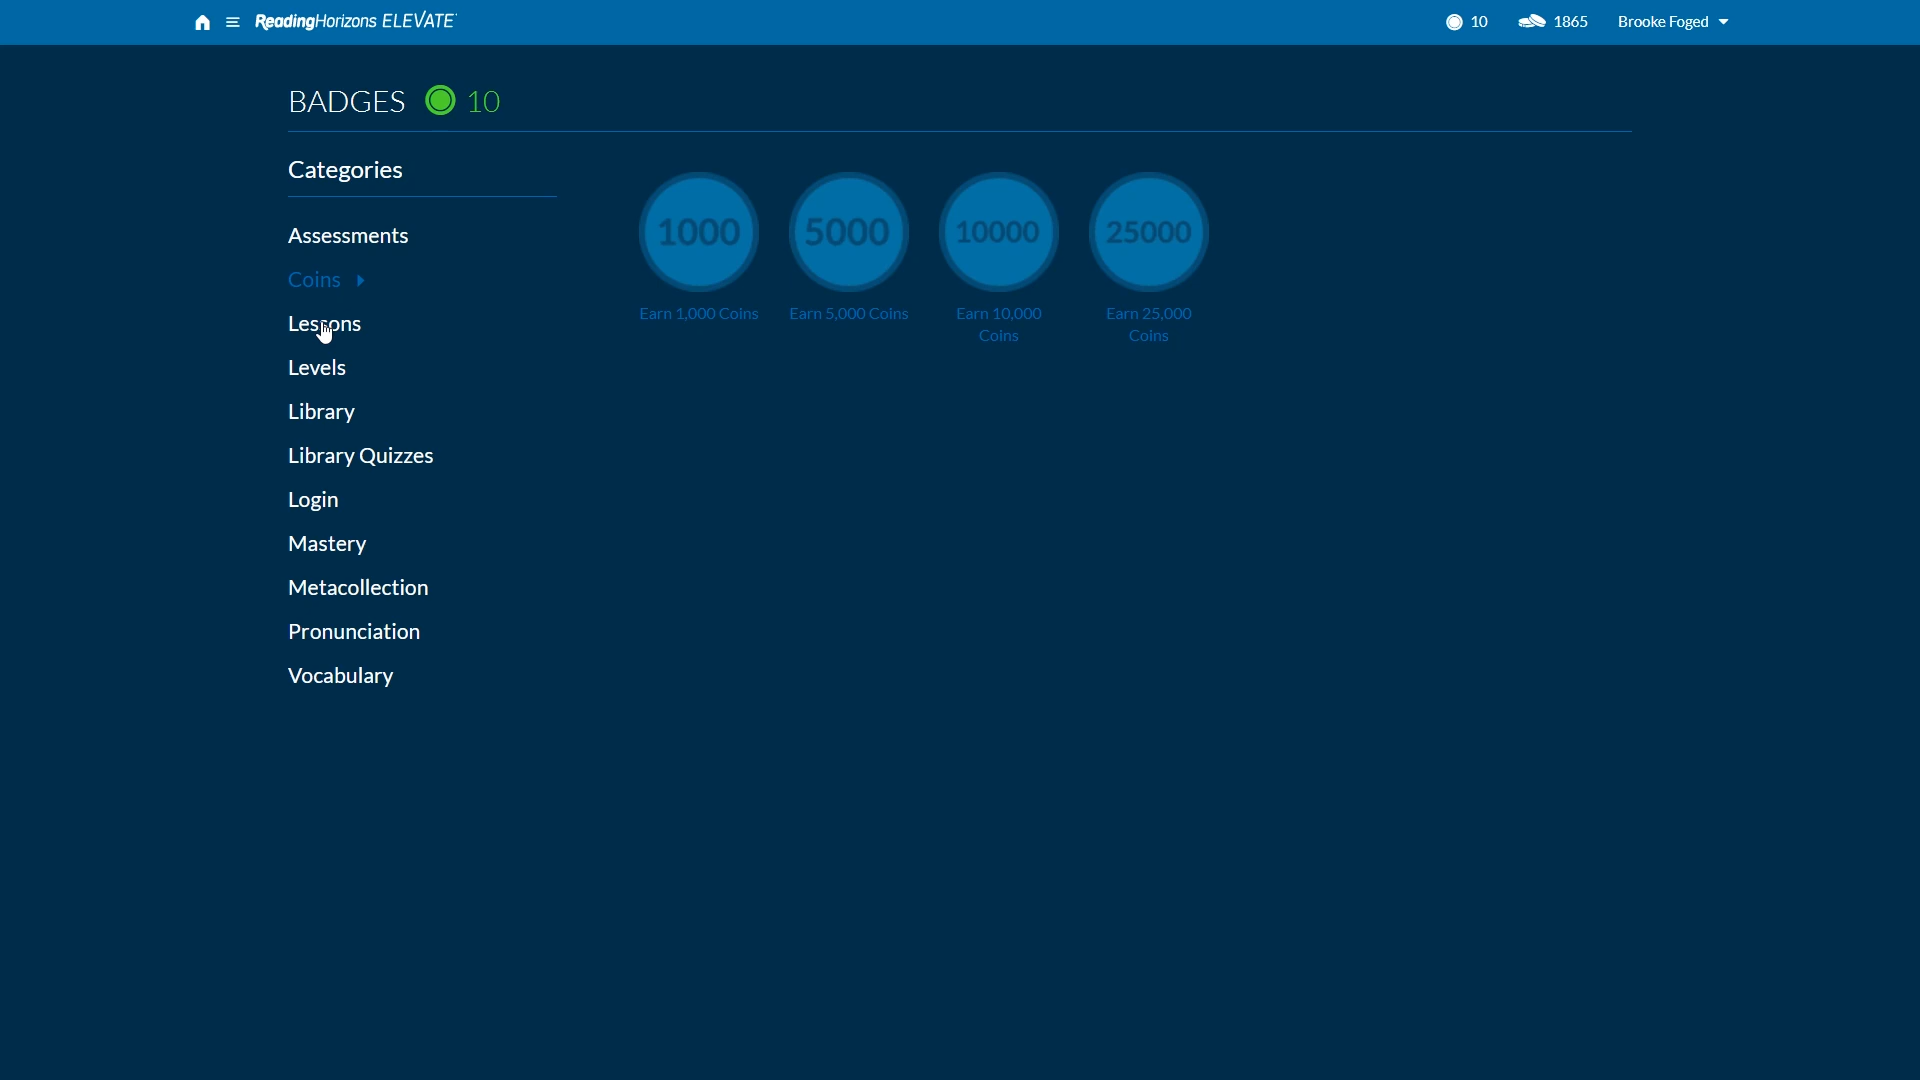 ReadingHorizons ELEVATE
10
1865
Brooke Foged
BADGES 10
Categories
Assessments
Coins
Lessons
Levels
Library
Library Quizzes
Login
Mastery
Metacollection
Pronunciation
Vocabulary
1000
5000
10000
25000
Earn 1,000 Coins
Earn 5,000 Coins
Earn 10,000
Coins
Earn 25,000
Coins